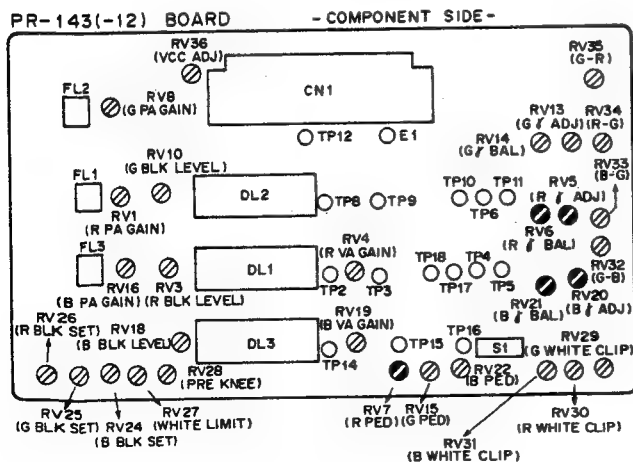 PR-143(-12) BOARD
-COMPONENT SIDE-
RV36
(VCC ADJ)
RV35
(G-R)
FL2
RV8
(G PA GAIN)
CN1
RV13
(G γ ADJ)
RV34
(R-G)
RV14
(G γ BAL)
TP12
E1
RV33
(B-G)
RV10
(G BLK LEVEL)
FL1
RV1
(R PA GAIN)
DL2
TP8
TP9
TP10
TP6
TP11
RV5
(R γ ADJ)
RV6
(R γ BAL)
FL3
RV16
(B PA GAIN)
RV3
(R BLK LEVEL)
DL1
RV4
(R VA GAIN)
TP2
TP3
TP18
TP17
TP4
TP5
RV32
(G-B)
RV21
(B γ BAL)
RV20
(B γ ADJ)
RV26
(R BLK SET)
RV18
(B BLK LEVEL)
DL3
RV19
(B VA GAIN)
TP14
TP15
TP16
S1
RV29
(G WHITE CLIP)
RV28
(PRE KNEE)
RV22
(B PED)
RV25
(G BLK SET)
RV24
(B BLK SET)
RV27
(WHITE LIMIT)
RV7
(R PED)
RV15
(G PED)
RV31
(B WHITE CLIP)
RV30
(R WHITE CLIP)